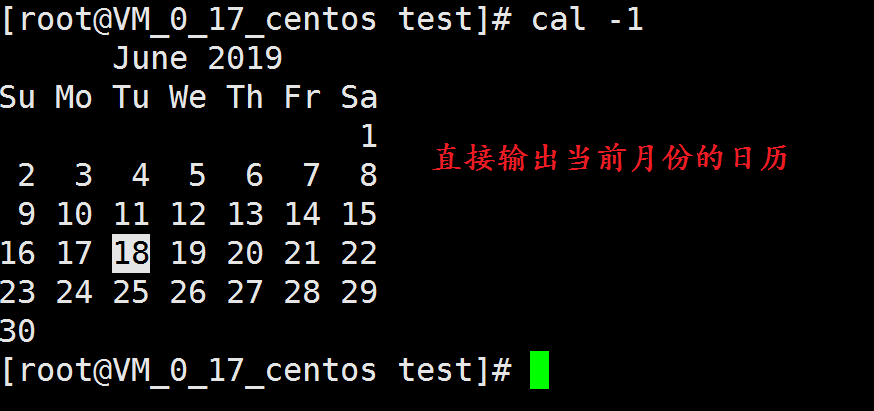 [root@VM_0_17_centos test]# cal -1
      June 2019
Su Mo Tu We Th Fr Sa
                   1
直接输出当前月份的日历
 2  3  4  5  6  7  8
 9 10 11 12 13 14 15
16 17 18 19 20 21 22
23 24 25 26 27 28 29
30
[root@VM_0_17_centos test]#